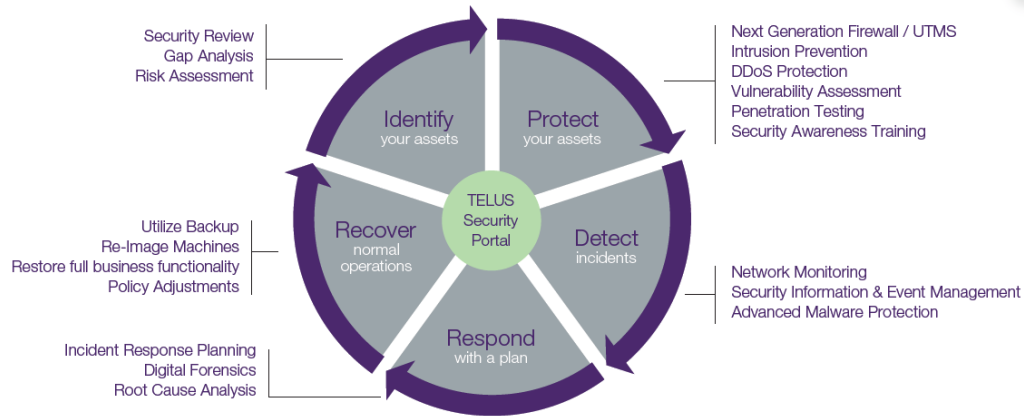 Security Review
Gap Analysis
Risk Assessment
Identify
your assets
Protect
your assets
Next Generation Firewall / UTMS
Intrusion Prevention
DDoS Protection
Vulnerability Assessment
Penetration Testing
Security Awareness Training
TELUS
Security
Portal
Utilize Backup
Re-Image Machines
Restore full business functionality
Policy Adjustments
Recover
normal
operations
Detect
incidents
Network Monitoring
Security Information & Event Management
Advanced Malware Protection
Respond
with a plan
Incident Response Planning
Digital Forensics
Root Cause Analysis